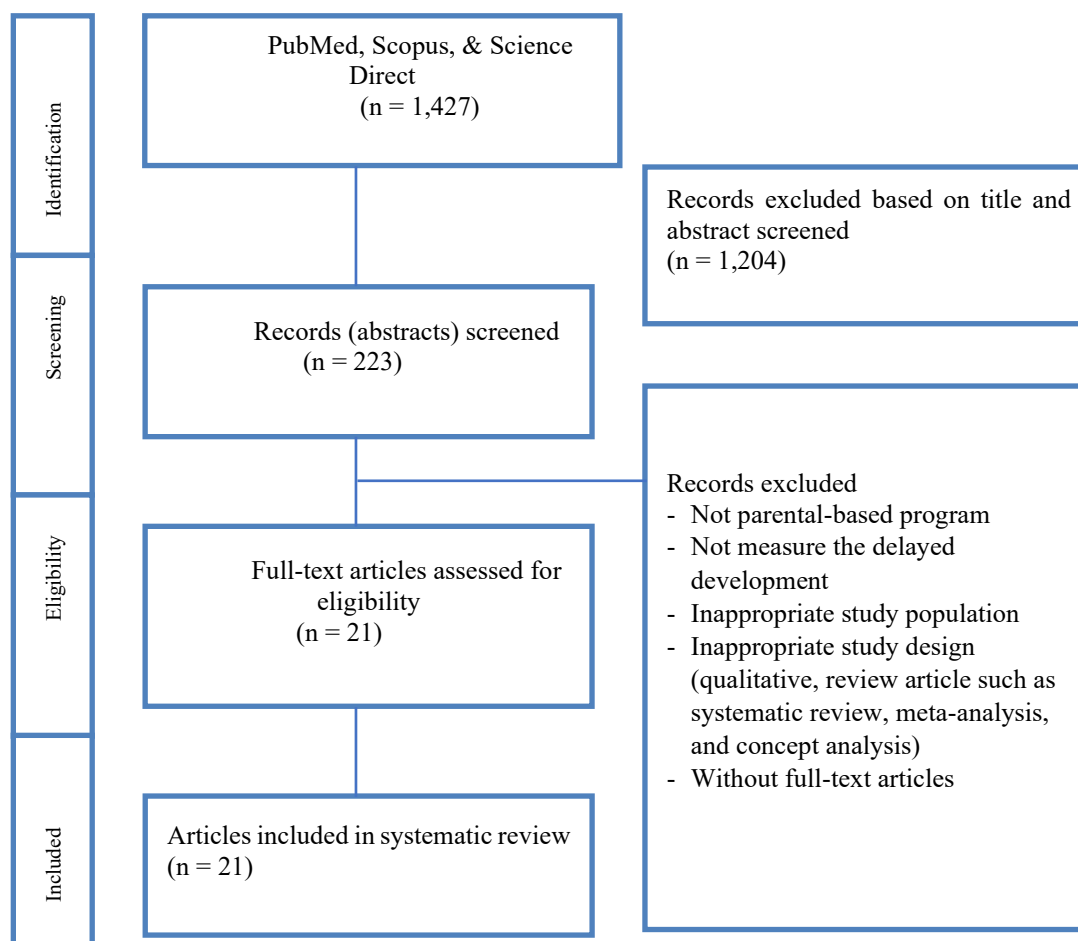 Identification
PubMed, Scopus, & Science
Direct
(n = 1,427)
Records excluded based on title and
abstract screened
(n = 1,204)
Screening
Records (abstracts) screened
(n = 223)
Eligibility
Full-text articles assessed for
eligibility
(n = 21)
Records excluded
- Not parental-based program
- Not measure the delayed
development
- Inappropriate study population
- Inappropriate study design
(qualitative, review article such as
systematic review, meta-analysis,
and concept analysis)
- Without full-text articles
Included
Articles included in systematic review
(n = 21)